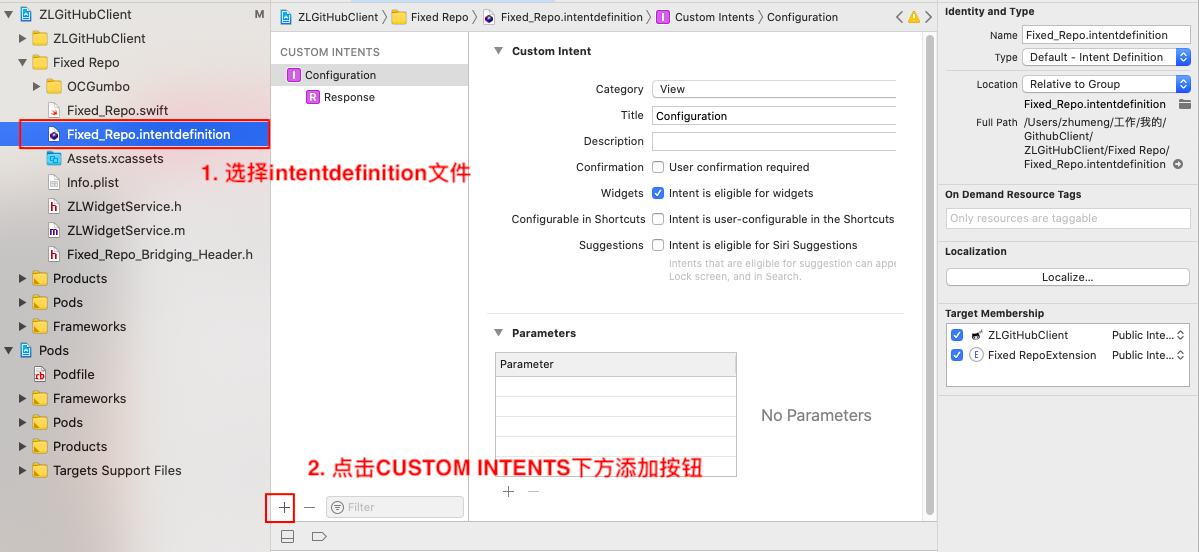 ZLGitHubClient
M
ZLGitHubClient
Fixed Repo
OCGumbo
Fixed_Repo.swift
Fixed_Repo.intentdefinition
Assets.xcassets
Info.plist
ZLWidgetService.h
ZLWidgetService.m
Fixed_Repo_Bridging_Header.h
Products
Pods
Frameworks
Pods
Podfile
Frameworks
Pods
Products
Targets Support Files
1. 选择intentdefinition文件
ZLGitHubClient
Fixed Repo
Fixed_Repo.intentdefinition
Custom Intents
Configuration
CUSTOM INTENTS
Configuration
Response
Filter
Custom Intent
Category View
Title Configuration
Description
Confirmation User confirmation required
Widgets Intent is eligible for widgets
Configurable in Shortcuts Intent is user-configurable in the Shortcuts
Suggestions Intent is eligible for Siri Suggestions
Intents that are eligible for suggestion can appe
Lock screen, and in Search.
Parameters
Parameter
No Parameters
2. 点击CUSTOM INTENTS下方添加按钮
Identity and Type
Name Fixed_Repo.intentdefinition
Type Default - Intent Definition
Location Relative to Group
Fixed_Repo.intentdefinition
Full Path /Users/zhumeng/工作/我的/
GithubClient/
ZLGitHubClient/Fixed Repo/
Fixed_Repo.intentdefinition
On Demand Resource Tags
Only resources are taggable
Localization
Localize...
Target Membership
ZLGitHubClient Public Inte...
E Fixed RepoExtension Public Inte...